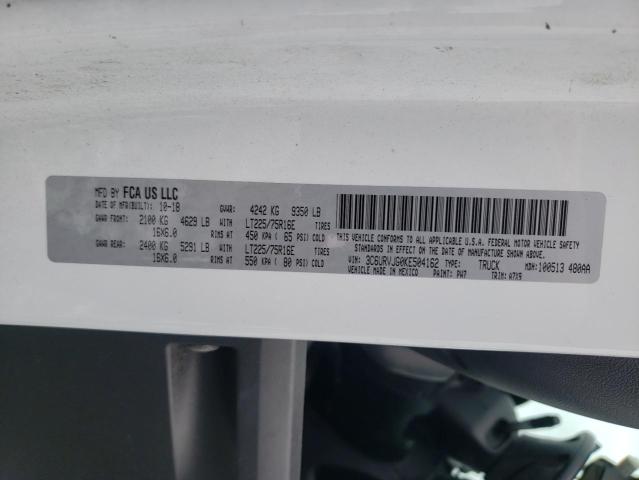 MFD BY FCA US LLC
DATE OF MFR(BUILT): 10-18 GVWR: 4242 KG 9350 LB
GAWR FRONT: 2100 KG 4629 LB WITH LT225/75R16E TIRES
16X6.0 RIMS AT 450 KPA ( 65 PSI) COLD
GAWR REAR: 2400 KG 5291 LB WITH LT225/75R16E TIRES
16X6.0 RIMS AT 550 KPA ( 80 PSI) COLD
THIS VEHICLE CONFORMS TO ALL APPLICABLE U.S.A. FEDERAL MOTOR VEHICLE SAFETY
STANDARDS IN EFFECT ON THE DATE OF MANUFACTURE SHOWN ABOVE.
VIN: 3C6URVJG0KE504162 TYPE: TRUCK MDH: 100513 480AA
VEHICLE MADE IN MEXICO PAINT: PW7 TRIM: A7X9